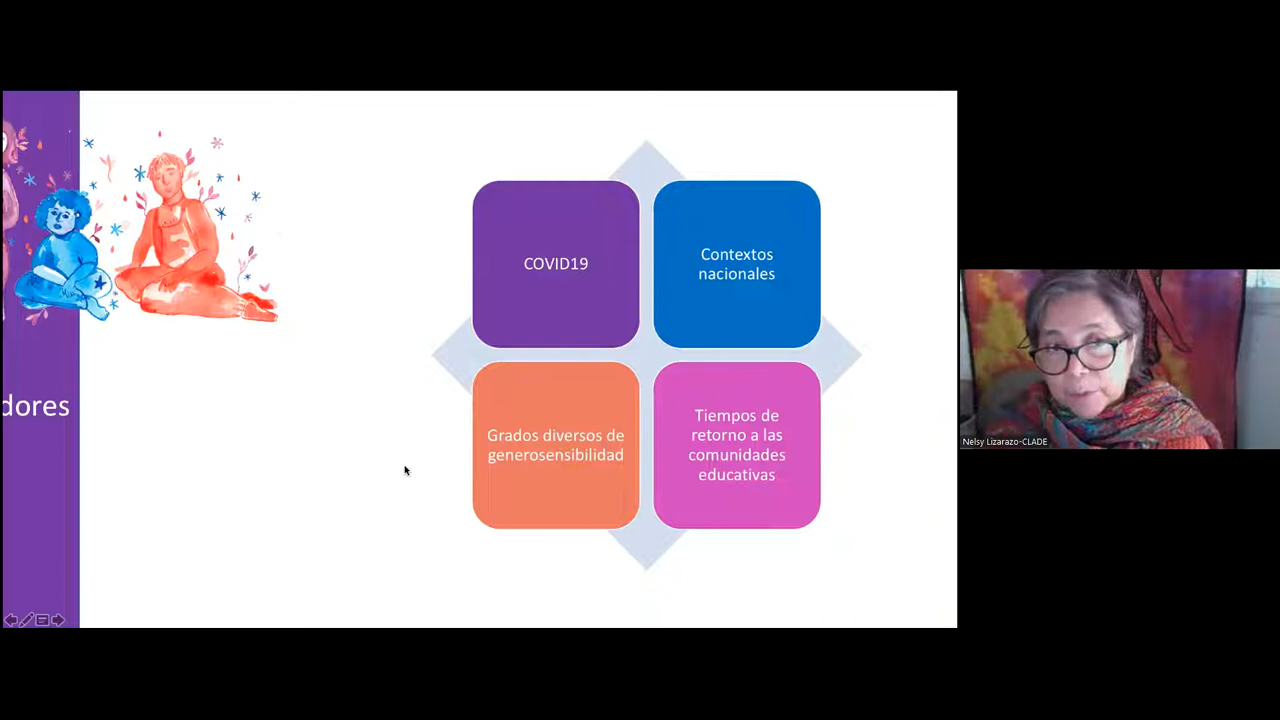 dores
COVID19
Contextos
nacionales
Grados diversos de
generosensibilidad
Tiempos de
retorno a las
comunidades
educativas
Nelsy Lizarazo-CLADE